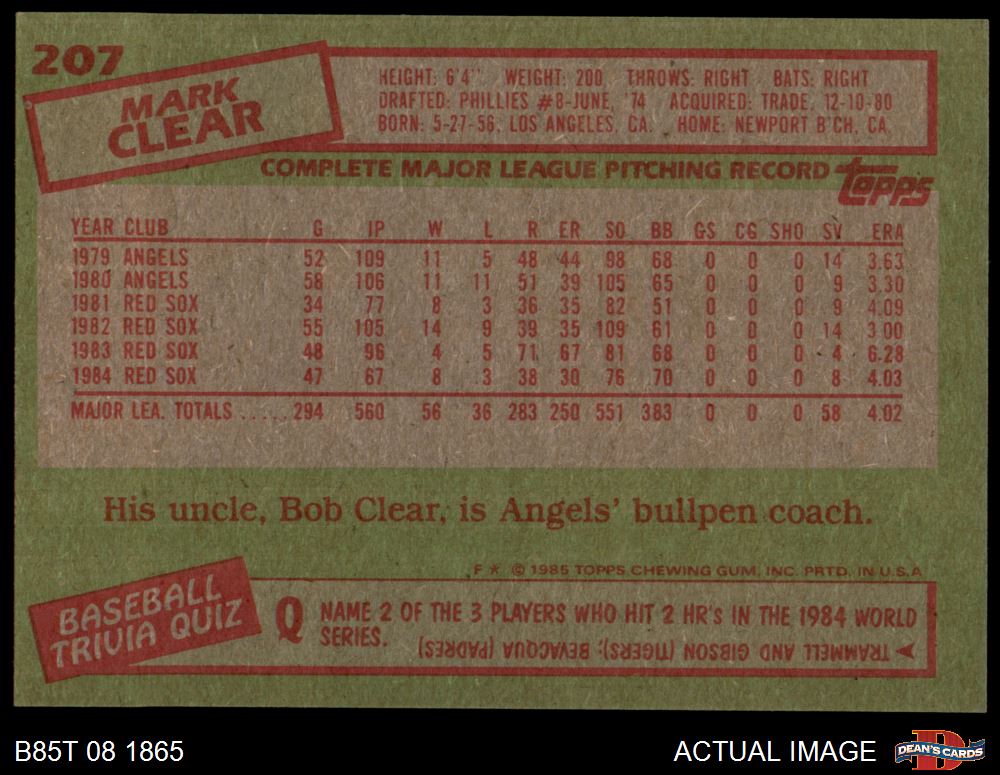 207
MARK
CLEAR
HEIGHT: 6'4" WEIGHT: 200 THROWS: RIGHT BATS: RIGHT
DRAFTED: PHILLIES #8-JUNE, '74 ACQUIRED: TRADE, 12-10-80
BORN: 5-27-56, LOS ANGELES, CA. HOME: NEWPORT B'CH, CA.
COMPLETE MAJOR LEAGUE PITCHING RECORD
TOPPS
YEAR CLUB G IP W L R ER SO BB GS CG SHO SV ERA
1979 ANGELS 52 109 11 5 48 44 98 68 0 0 0 14 3.63
1980 ANGELS 58 106 11 11 51 39 105 65 0 0 0 9 3.30
1981 RED SOX 34 77 8 3 36 35 82 51 0 0 0 9 4.09
1982 RED SOX 55 105 14 9 39 35 109 61 0 0 0 14 3.00
1983 RED SOX 48 96 4 5 71 67 81 68 0 0 0 4 6.28
1984 RED SOX 47 67 8 3 38 30 76 70 0 0 0 8 4.03
MAJOR LEA. TOTALS ..... 294 560 56 36 283 250 551 383 0 0 0 58 4.02
His uncle, Bob Clear, is Angels' bullpen coach.
F * © 1985 TOPPS CHEWING GUM, INC. PRTD. IN U.S.A.
BASEBALL
TRIVIA QUIZ
Q NAME 2 OF THE 3 PLAYERS WHO HIT 2 HR's IN THE 1984 WORLD
SERIES.
TRAMMELL AND GIBSON (TIGERS); BEVACQUA (PADRES)
B85T 08 1865
ACTUAL IMAGE
D
DEAN'S CARDS